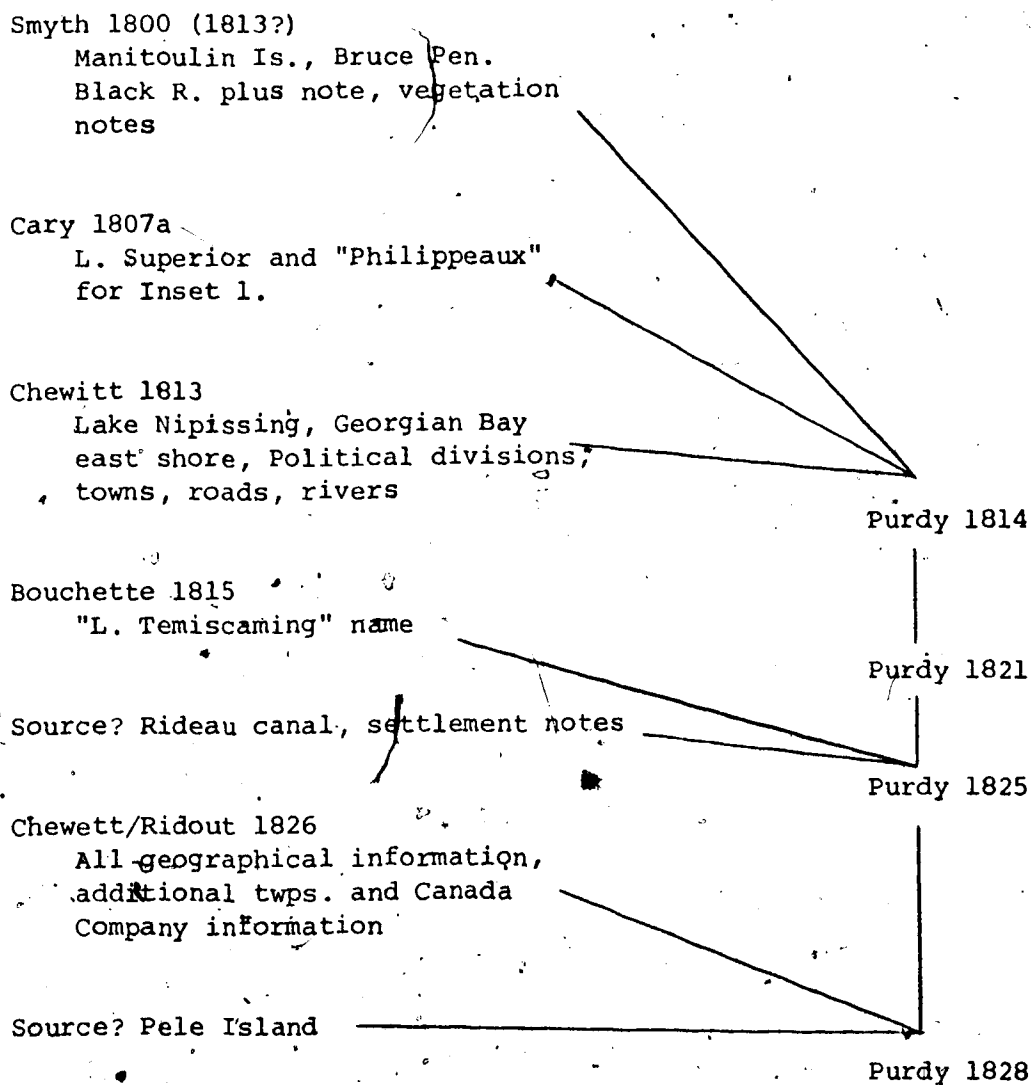 Smyth 1800 (1813?)
Manitoulin Is., Bruce Pen.
Black R. plus note, vegetation
notes
Cary 1807a
L. Superior and "Philippeaux"
for Inset 1.
Chewitt 1813
Lake Nipissing, Georgian Bay
east shore, Political divisions,
towns, roads, rivers
Purdy 1814
Bouchette 1815
"L. Temiscaming" name
Purdy 1821
Source? Rideau canal, settlement notes
Purdy 1825
Chewett/Ridout 1826
All geographical information,
additional twps. and Canada
Company information
Source? Pele Island
Purdy 1828